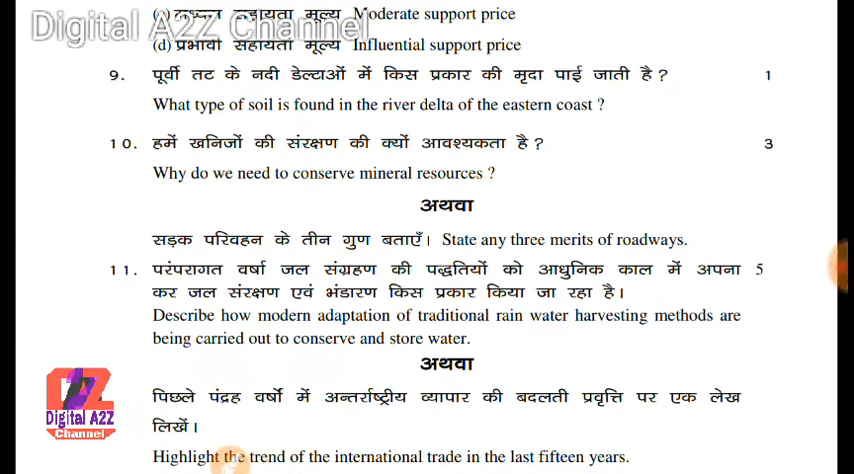 (c) मध्यम सहायता मूल्य Moderate support price
Digital A2Z Channel
(d) प्रभावी सहायता मूल्य Influential support price
9. पूर्वी तट के नदी डेल्टाओं में किस प्रकार की मृदा पाई जाती है? 1
What type of soil is found in the river delta of the eastern coast ?
10. हमें खनिजों की संरक्षण की क्यों आवश्यकता है? 3
Why do we need to conserve mineral resources ?
अथवा
सड़क परिवहन के तीन गुण बताएँ। State any three merits of roadways.
11. परंपरागत वर्षा जल संग्रहण की पद्धतियों को आधुनिक काल में अपना 5
कर जल संरक्षण एवं भंडारण किस प्रकार किया जा रहा है।
Describe how modern adaptation of traditional rain water harvesting methods are
being carried out to conserve and store water.
अथवा
पिछले पंद्रह वर्षो में अन्तर्राष्ट्रीय व्यापार की बदलती प्रवृत्ति पर एक लेख
लिखें।
Highlight the trend of the international trade in the last fifteen years.
Digital A2Z
Channel